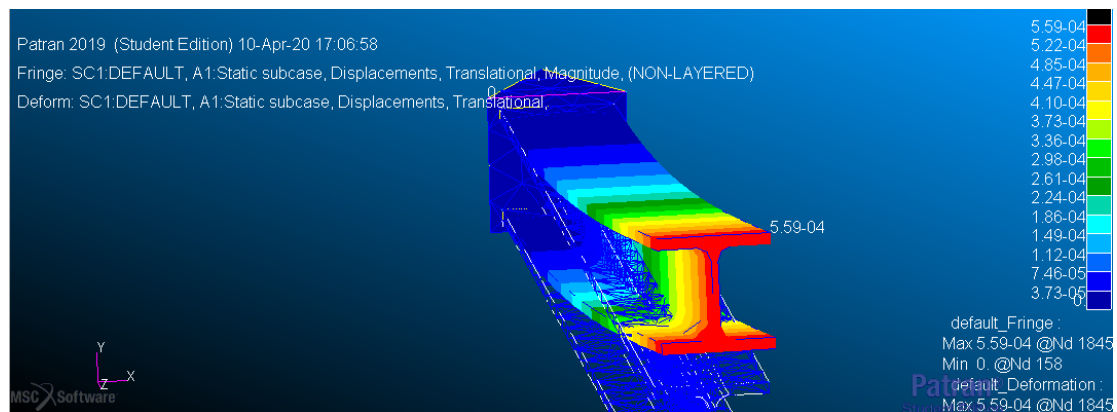 Patran 2019 (Student Edition) 10-Apr-20 17:06:58
Fringe: SC1:DEFAULT, A1:Static subcase, Displacements, Translational, Magnitude, (NON-LAYERED)
Deform: SC1:DEFAULT, A1:Static subcase, Displacements, Translational,
0
5.59-04
5.59-04
5.22-04
4.85-04
4.47-04
4.10-04
3.73-04
3.36-04
2.98-04
2.61-04
2.24-04
1.86-04
1.49-04
1.12-04
7.46-05
3.73-05
0.
default_Fringe :
Max 5.59-04 @Nd 1845
Min 0. @Nd 158
default_Deformation :
Max 5.59-04 @Nd 1845
Y
X
Z
MSC Software
Patran